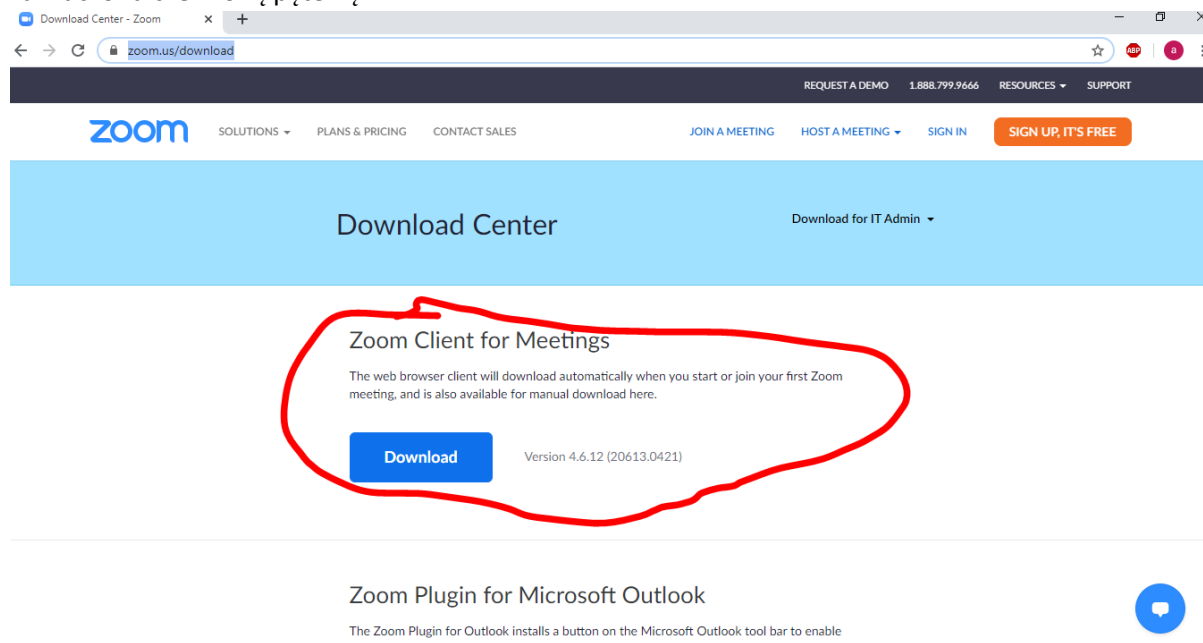 Download Center - Zoom
zoom.us/download
ABP
a
REQUEST A DEMO 1.888.799.9666 RESOURCES SUPPORT
zoom SOLUTIONS PLANS & PRICING CONTACT SALES JOIN A MEETING HOST A MEETING SIGN IN SIGN UP, IT'S FREE
Download Center
Download for IT Admin
Zoom Client for Meetings
The web browser client will download automatically when you start or join your first Zoom
meeting, and is also available for manual download here.
Download Version 4.6.12 (20613.0421)
Zoom Plugin for Microsoft Outlook
The Zoom Plugin for Outlook installs a button on the Microsoft Outlook tool bar to enable